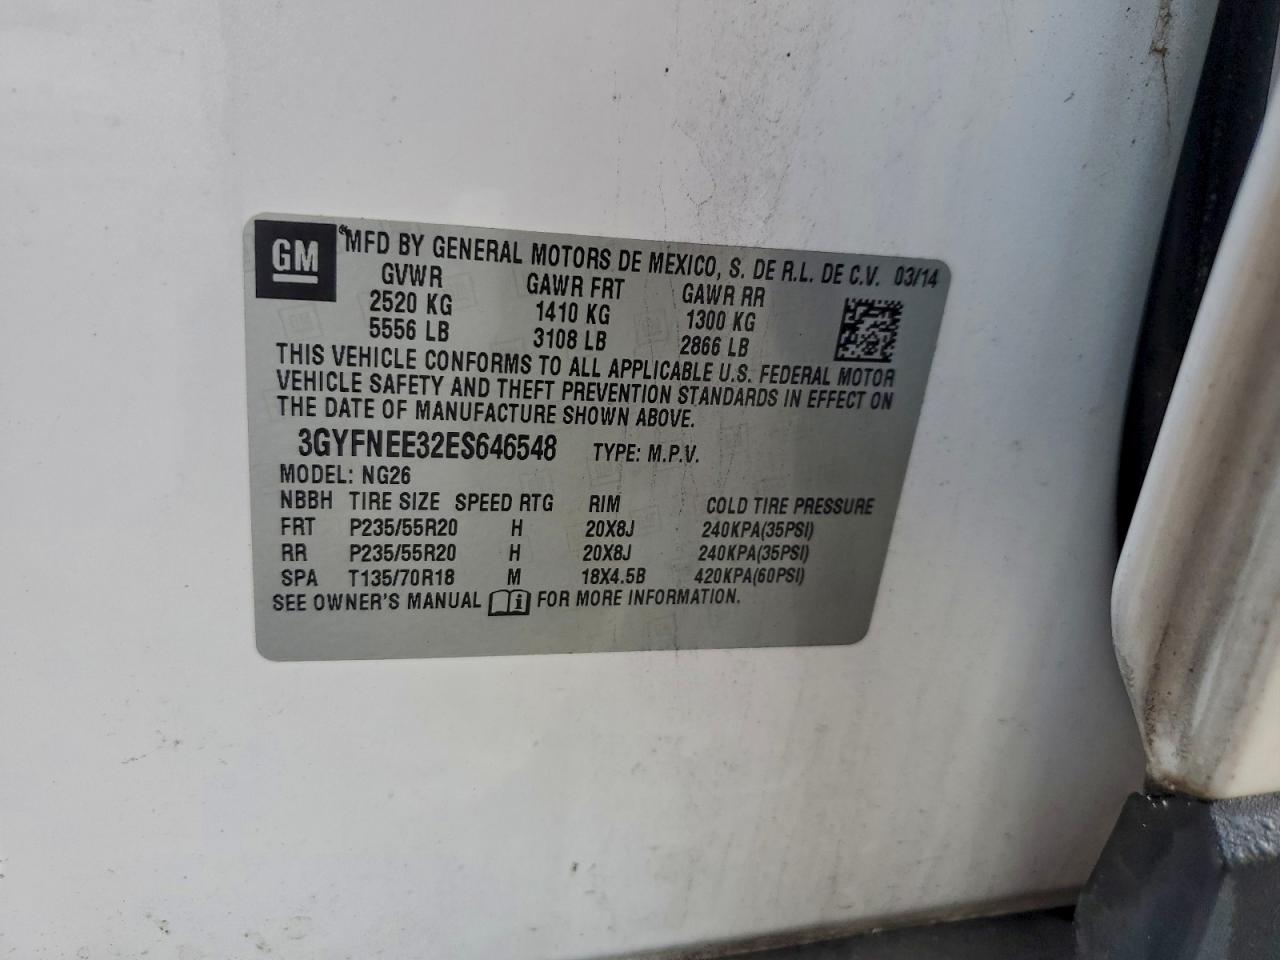 GM
MFD BY GENERAL MOTORS DE MEXICO, S. DE R.L. DE C.V. 03/14
GVWR GAWR FRT GAWR RR
2520 KG 1410 KG 1300 KG
5556 LB 3108 LB 2866 LB
THIS VEHICLE CONFORMS TO ALL APPLICABLE U.S. FEDERAL MOTOR
VEHICLE SAFETY AND THEFT PREVENTION STANDARDS IN EFFECT ON
THE DATE OF MANUFACTURE SHOWN ABOVE.
3GYFNEE32ES646548 TYPE: M.P.V.
MODEL: NG26
NBBH TIRE SIZE SPEED RTG RIM COLD TIRE PRESSURE
FRT P235/55R20 H 20X8J 240KPA(35PSI)
RR P235/55R20 H 20X8J 240KPA(35PSI)
SPA T135/70R18 M 18X4.5B 420KPA(60PSI)
SEE OWNER'S MANUAL i FOR MORE INFORMATION.